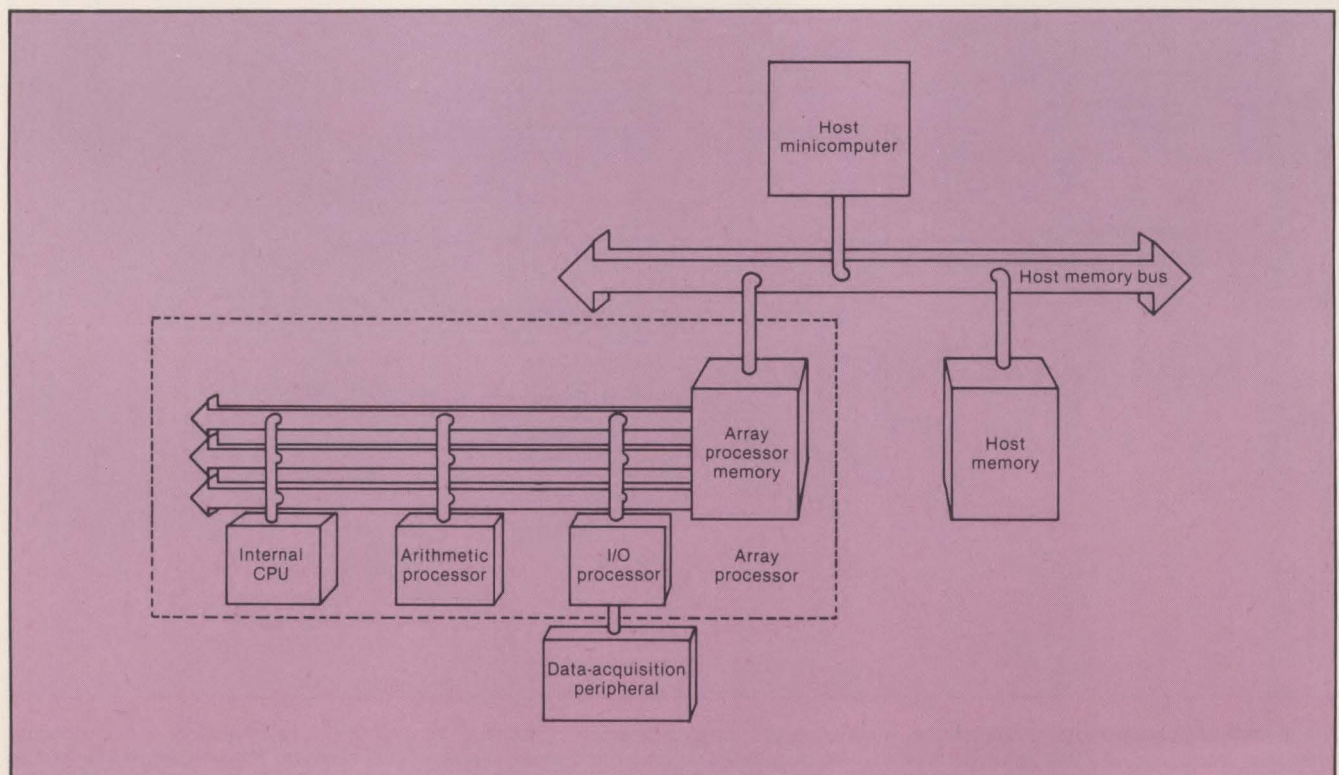 Host
minicomputer
Host memory bus
Array
processor
memory
Host
memory
Internal
CPU
Arithmetic
processor
I/O
processor
Array
processor
Data-acquisition
peripheral